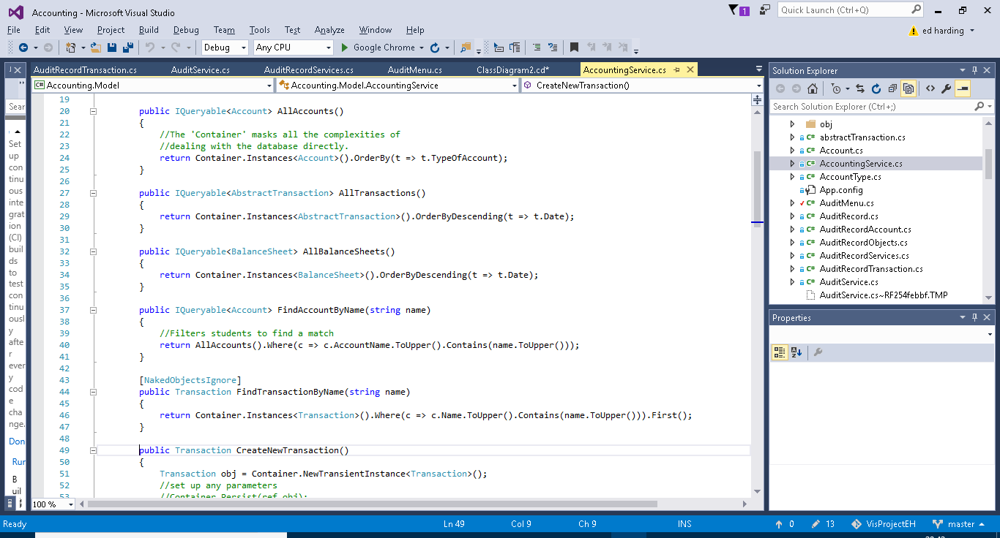 Accounting - Microsoft Visual Studio
1
Quick Launch (Ctrl+Q)
File Edit View Project Build Debug Team Tools Test Analyze Window Help
ed harding
Debug Any CPU Google Chrome
AuditRecordTransaction.cs AuditService.cs AuditRecordServices.cs AuditMenu.cs ClassDiagram2.cd* AccountingService.cs
Accounting.Model Accounting.Model.AccountingService CreateNewTransaction()
19
20 public IQueryable<Account> AllAccounts()
21 {
22 //The 'Container' masks all the complexities of
23 //dealing with the database directly.
24 return Container.Instances<Account>().OrderBy(t => t.TypeOfAccount);
25 }
26
27 public IQueryable<AbstractTransaction> AllTransactions()
28 {
29 return Container.Instances<AbstractTransaction>().OrderByDescending(t => t.Date);
30 }
31
32 public IQueryable<BalanceSheet> AllBalanceSheets()
33 {
34 return Container.Instances<BalanceSheet>().OrderByDescending(t => t.Date);
35 }
36
37 public IQueryable<Account> FindAccountByName(string name)
38 {
39 //Filters students to find a match
40 return AllAccounts().Where(c => c.AccountName.ToUpper().Contains(name.ToUpper()));
41 }
42
43 [NakedObjectsIgnore]
44 public Transaction FindTransactionByName(string name)
45 {
46 return Container.Instances<Transaction>().Where(c => c.Name.ToUpper().Contains(name.ToUpper())).First();
47 }
48
49 public Transaction CreateNewTransaction()
50 {
51 Transaction obj = Container.NewTransientInstance<Transaction>();
52 //set up any parameters
53 //Container.Persist(ref obj);
100 %
Sear
Set
up
con
tinu
ous
inte
grat
ion
(CI)
buil
ds
to
test
con
tinu
ousl
y
afte
r
ever
y
cod
e
cha
nge.
Don
Run
B
uil
Solution Explorer
Search Solution Explorer (Ctrl+;)
obj
abstractTransaction.cs
Account.cs
AccountingService.cs
AccountType.cs
App.config
AuditMenu.cs
AuditRecord.cs
AuditRecordAccount.cs
AuditRecordObjects.cs
AuditRecordServices.cs
AuditRecordTransaction.cs
AuditService.cs
AuditService.cs~RF254febbf.TMP
Properties
Ready Ln 49 Col 9 Ch 9 INS 0 13 VisProjectEH master